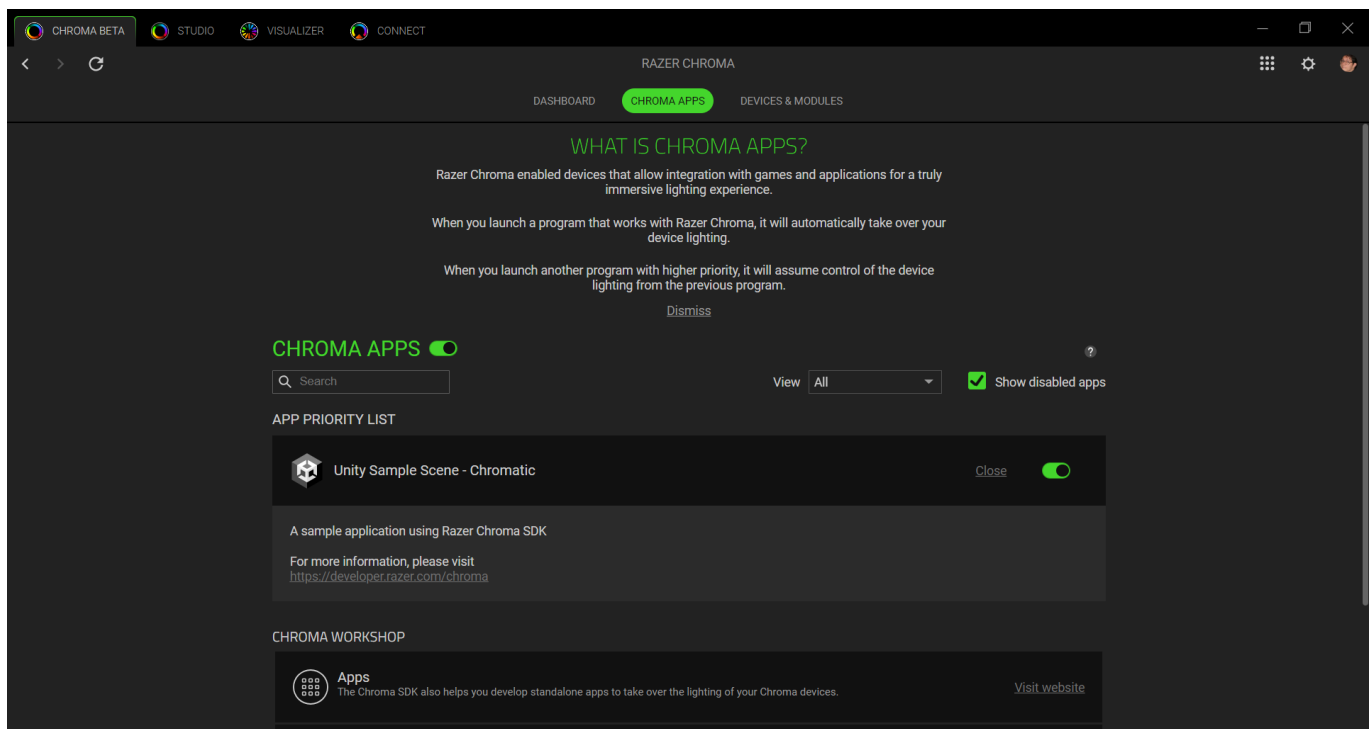 CHROMA BETA
STUDIO
VISUALIZER
CONNECT
RAZER CHROMA
DASHBOARD
CHROMA APPS
DEVICES & MODULES
WHAT IS CHROMA APPS?
Razer Chroma enabled devices that allow integration with games and applications for a truly
immersive lighting experience.
When you launch a program that works with Razer Chroma, it will automatically take over your
device lighting.
When you launch another program with higher priority, it will assume control of the device
lighting from the previous program.
Dismiss
CHROMA APPS
?
Search
View
All
Show disabled apps
APP PRIORITY LIST
Unity Sample Scene - Chromatic
Close
A sample application using Razer Chroma SDK
For more information, please visit
https://developer.razer.com/chroma
CHROMA WORKSHOP
Apps
The Chroma SDK also helps you develop standalone apps to take over the lighting of your Chroma devices.
Visit website